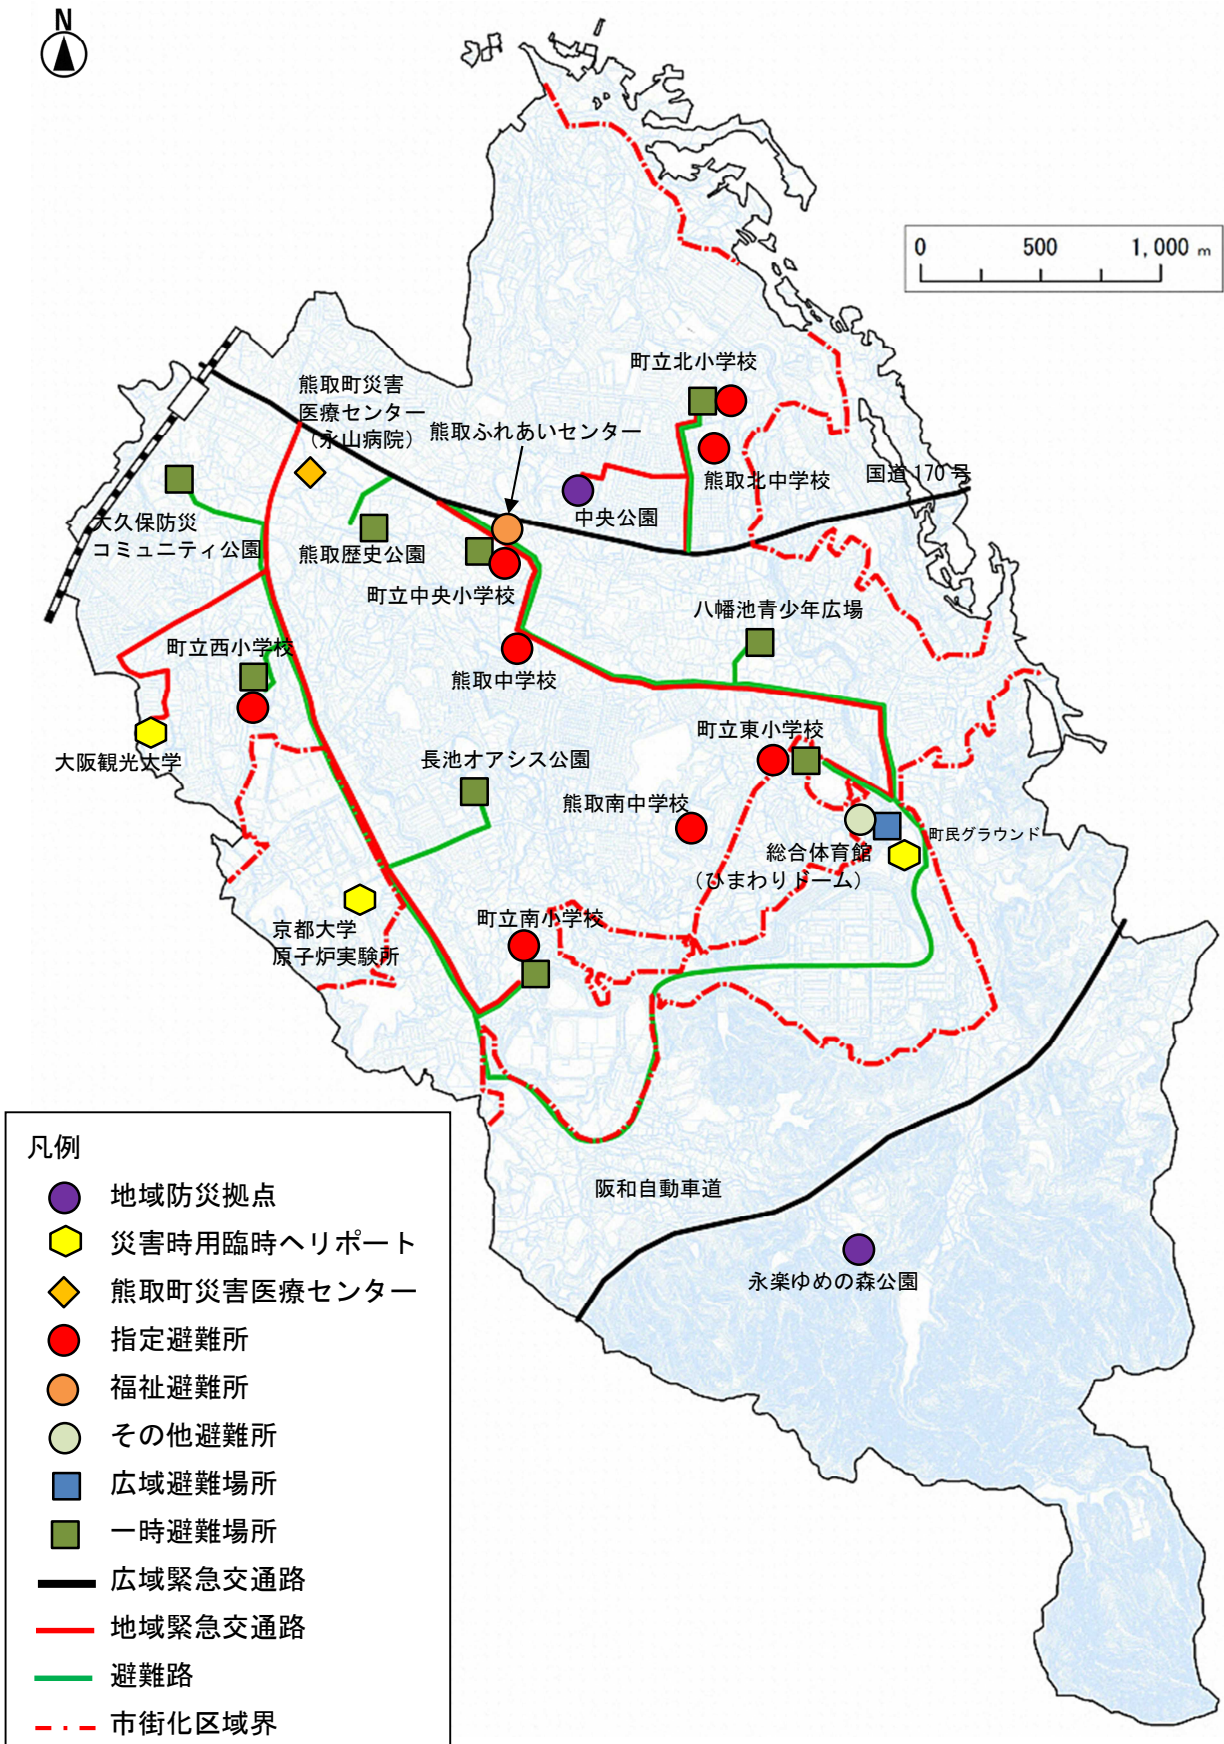 N
0 500 1,000 m
町立北小学校
熊取町災害
医療センター
（永山病院）
熊取ふれあいセンター
熊取北中学校
国道 170 号
中央公園
大久保防災
コミュニティ公園
熊取歴史公園
町立中央小学校
八幡池青少年広場
町立西小学校
熊取中学校
町立東小学校
大阪観光大学
長池オアシス公園
熊取南中学校
町民グラウンド
総合体育館
（ひまわりドーム）
町立南小学校
京都大学
原子炉実験所
阪和自動車道
永楽ゆめの森公園
凡例
地域防災拠点
災害時用臨時ヘリポート
熊取町災害医療センター
指定避難所
福祉避難所
その他避難所
広域避難場所
一時避難場所
広域緊急交通路
地域緊急交通路
避難路
市街化区域界